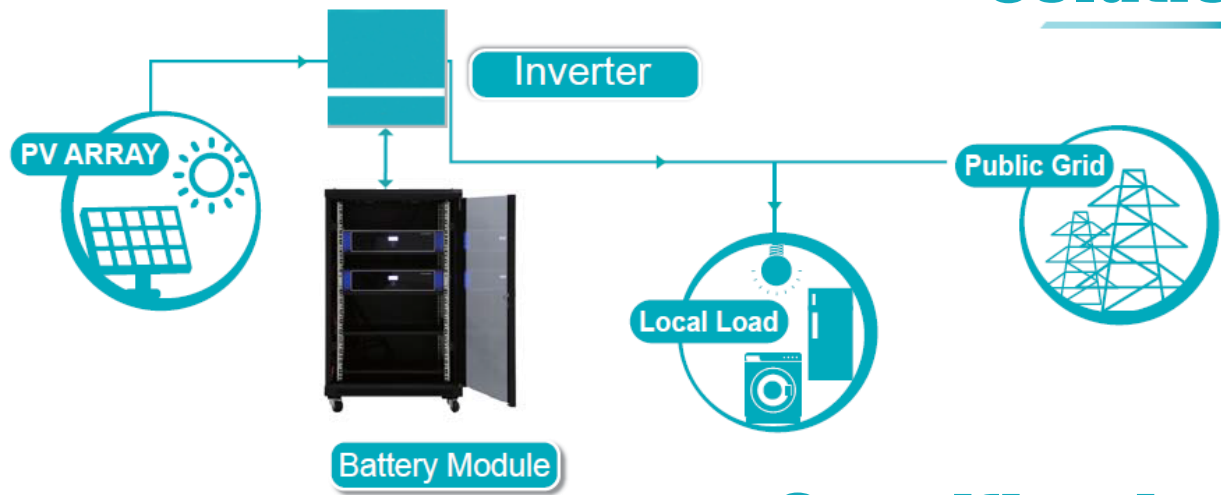 Inverter
PV ARRAY
Public Grid
Local Load
Battery Module